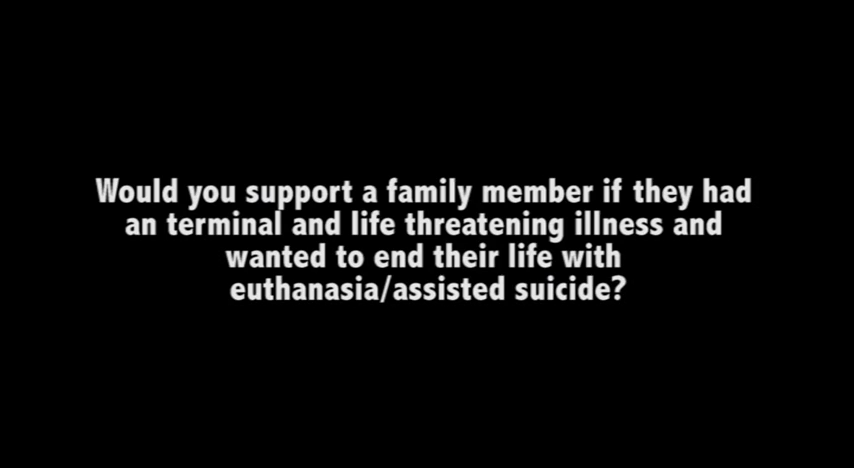 Would you support a family member if they had
an terminal and life threatening illness and
wanted to end their life with
euthanasia/assisted suicide?